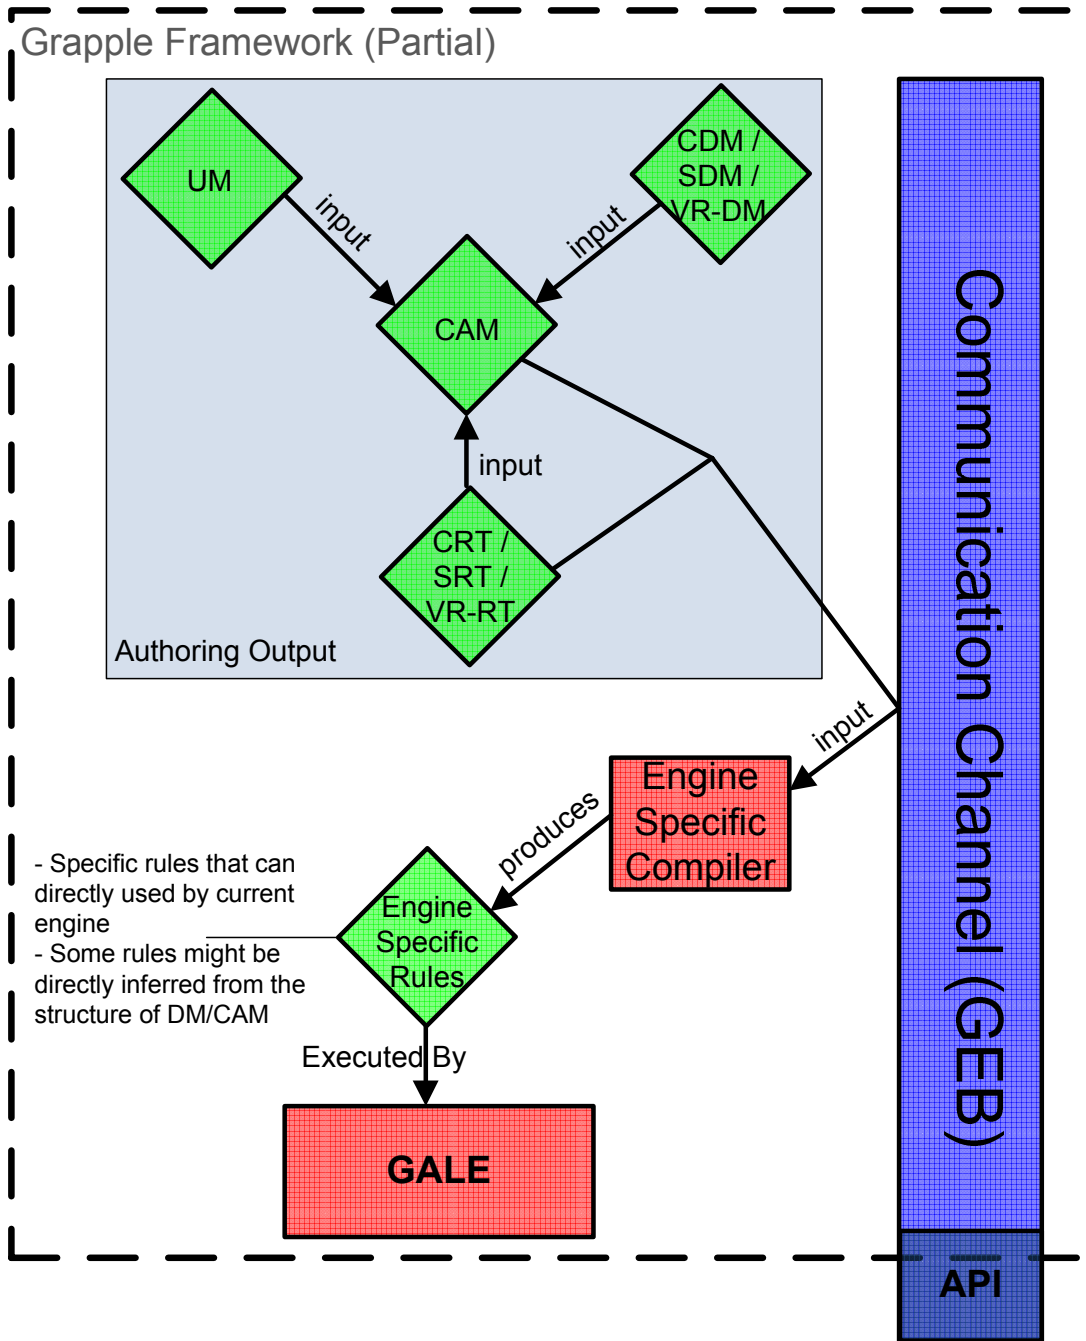 Grapple Framework (Partial)
UM
CDM /
SDM /
VR-DM
input
input
CAM
input
CRT /
SRT /
VR-RT
Authoring Output
Communication Channel (GEB)
input
Engine
Specific
Compiler
produces
- Specific rules that can
directly used by current
engine
- Some rules might be
directly inferred from the
structure of DM/CAM
Engine
Specific
Rules
Executed By
GALE
API